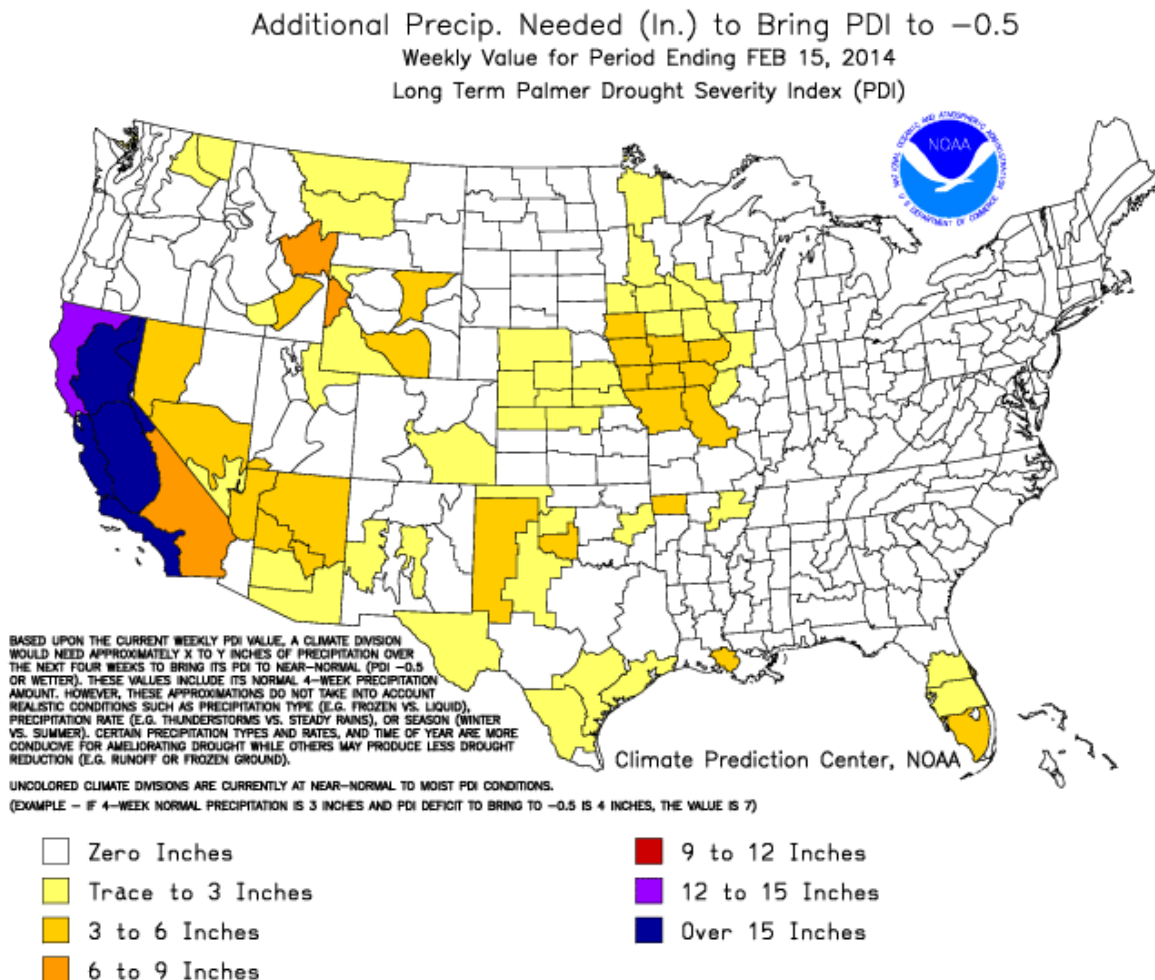 Additional Precip. Needed (In.) to Bring PDI to −0.5
Weekly Value for Period Ending FEB 15, 2014
Long Term Palmer Drought Severity Index (PDI)
NATIONAL OCEANIC AND ATMOSPHERIC ADMINISTRATION
NOAA
U.S. DEPARTMENT OF COMMERCE
BASED UPON THE CURRENT WEEKLY PDI VALUE, A CLIMATE DIVISION
WOULD NEED APPROXIMATELY X TO Y INCHES OF PRECIPITATION OVER
THE NEXT FOUR WEEKS TO BRING ITS PDI TO NEAR−NORMAL (PDI −0.5
OR WETTER). THESE VALUES INCLUDE ITS NORMAL 4−WEEK PRECIPITATION
AMOUNT. HOWEVER, THESE APPROXIMATIONS DO NOT TAKE INTO ACCOUNT
REALISTIC CONDITIONS SUCH AS PRECIPITATION TYPE (E.G. FROZEN VS. LIQUID),
PRECIPITATION RATE (E.G. THUNDERSTORMS VS. STEADY RAINS), OR SEASON (WINTER
VS. SUMMER). CERTAIN PRECIPITATION TYPES AND RATES, AND TIME OF YEAR ARE MORE
CONDUCIVE FOR AMELIORATING DROUGHT WHILE OTHERS MAY PRODUCE LESS DROUGHT
REDUCTION (E.G. RUNOFF OR FROZEN GROUND).
Climate Prediction Center, NOAA
UNCOLORED CLIMATE DIVISIONS ARE CURRENTLY AT NEAR−NORMAL TO MOIST PDI CONDITIONS.
(EXAMPLE − IF 4−WEEK NORMAL PRECIPITATION IS 3 INCHES AND PDI DEFICIT TO BRING TO −0.5 IS 4 INCHES, THE VALUE IS 7)
Zero Inches
Trace to 3 Inches
3 to 6 Inches
6 to 9 Inches
9 to 12 Inches
12 to 15 Inches
Over 15 Inches